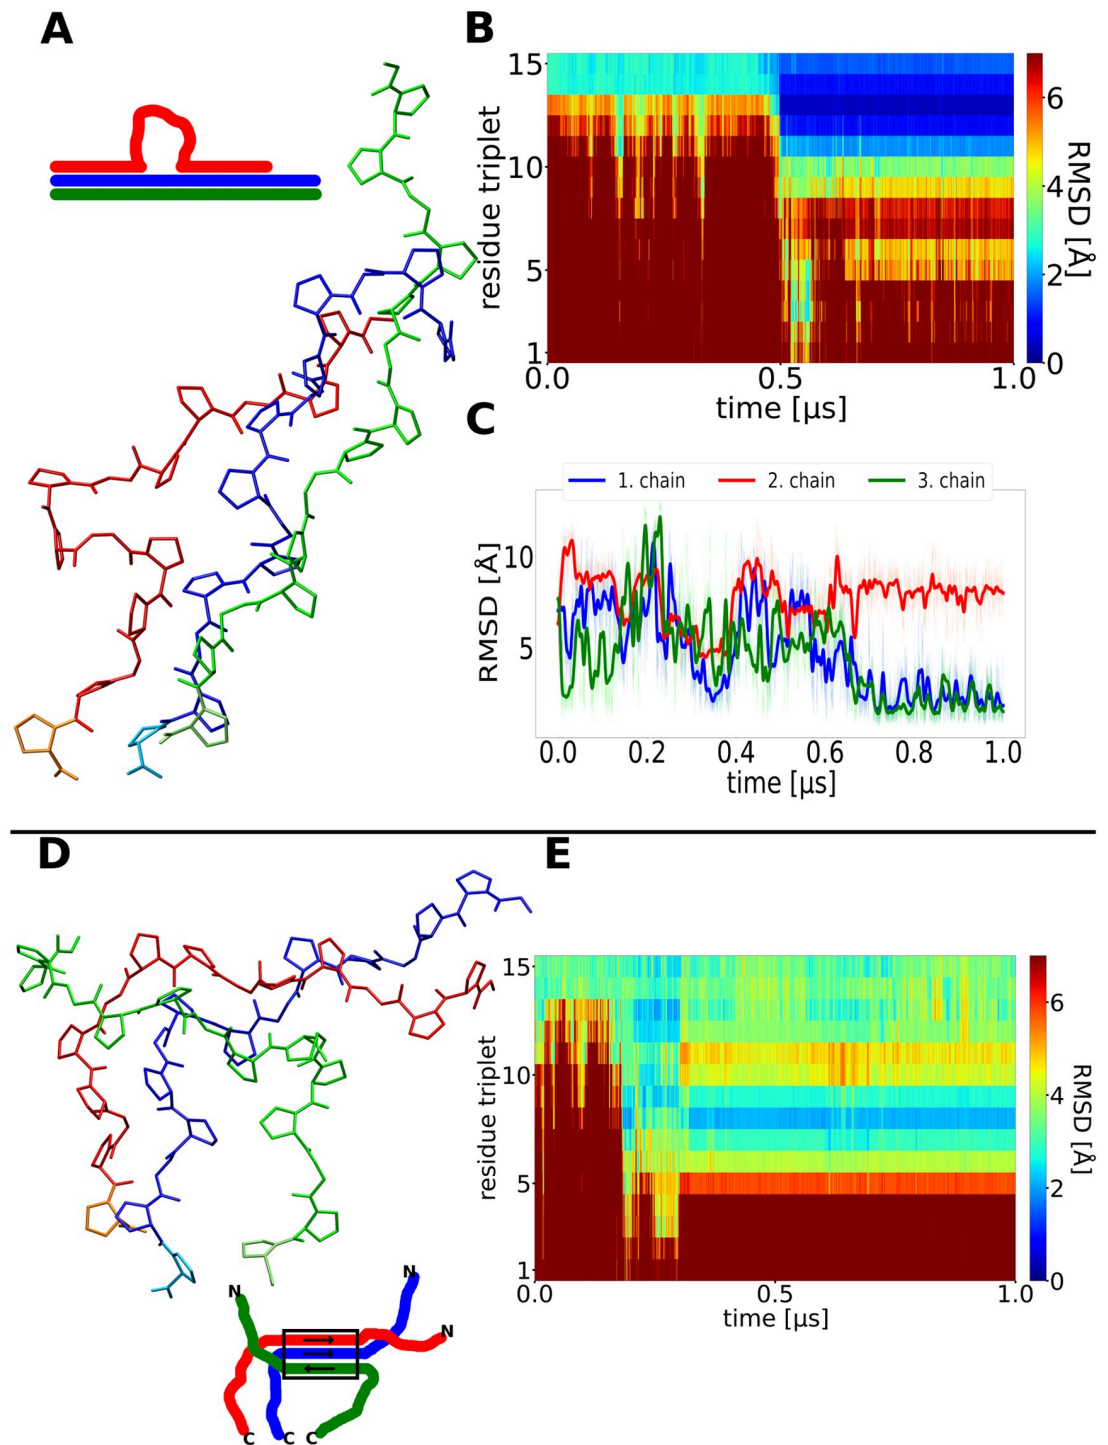 A
B
15
10
5
1
residue triplet
0.0
0.5
1.0
time [μs]
6
4
2
0
RMSD [Å]
C
1. chain
2. chain
3. chain
10
5
RMSD [Å]
0.0
0.2
0.4
0.6
0.8
1.0
time [μs]
D
N
N
N
C
C
C
E
15
10
5
1
residue triplet
0.0
0.5
1.0
time [μs]
6
4
2
0
RMSD [Å]